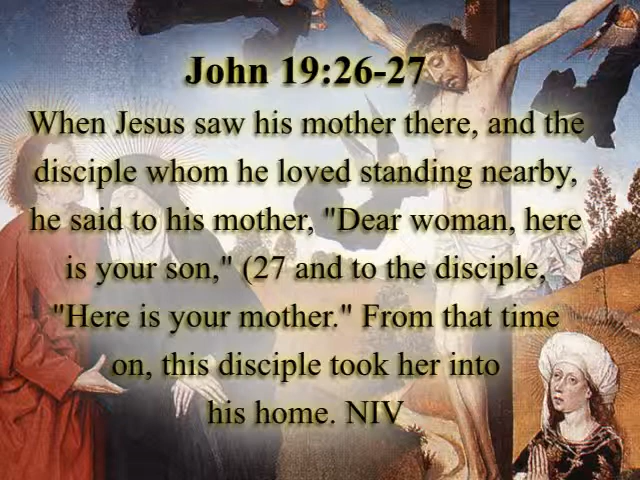 John 19:26-27
When Jesus saw his mother there, and the
disciple whom he loved standing nearby,
he said to his mother, "Dear woman, here
is your son," (27 and to the disciple,
"Here is your mother." From that time
on, this disciple took her into
his home. NIV